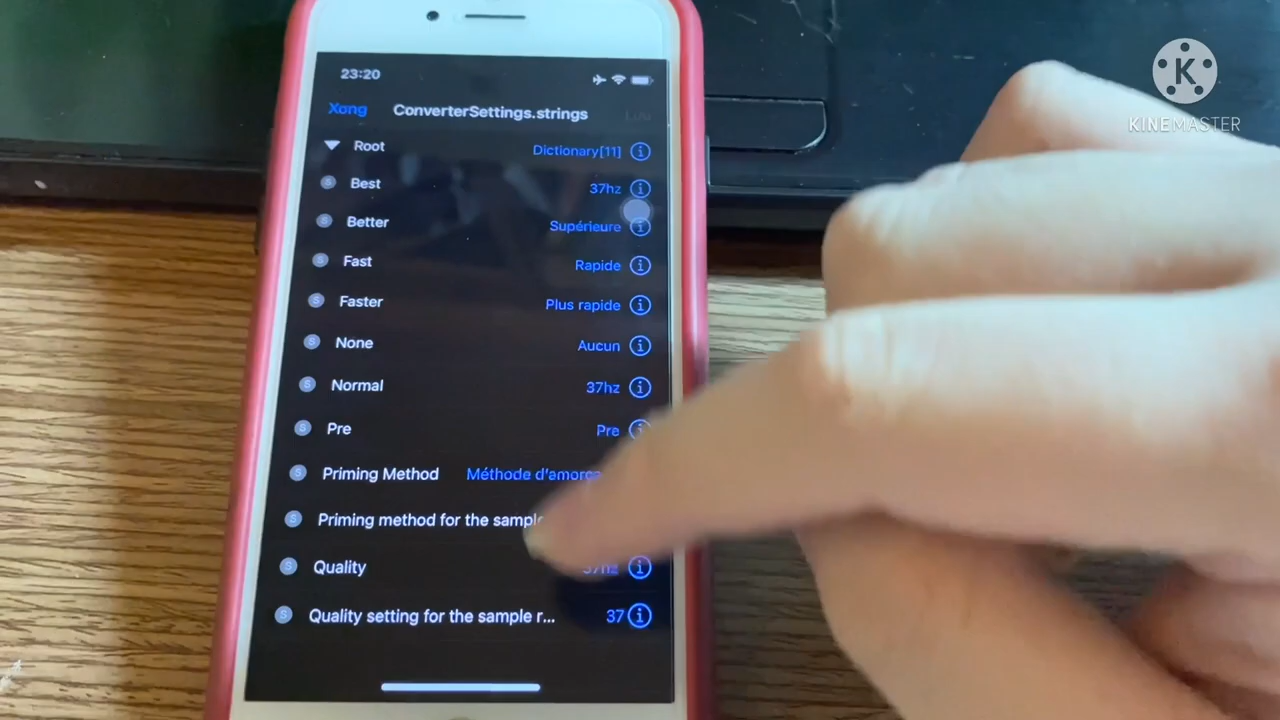 23:20
Xong ConverterSettings.strings
Root Dictionary[11]
Best 37hz
Better Supérieure
Fast Rapide
Faster Plus rapide
None Aucun
Normal 37hz
Pre Pre
Priming Method Méthode
Priming method for the
Quality 37hz
Quality setting for the sample r... 37
K
KINEMASTER